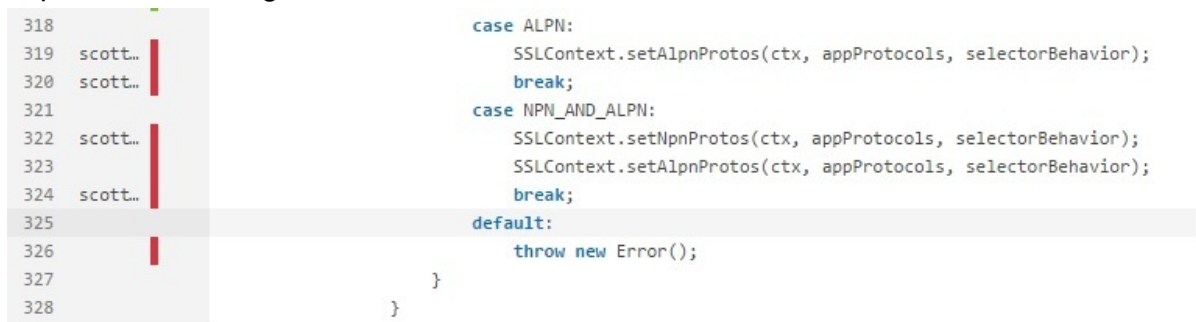 318 case ALPN:
319 scott… SSLContext.setAlpnProtos(ctx, appProtocols, selectorBehavior);
320 scott… break;
321 case NPN_AND_ALPN:
322 scott… SSLContext.setNpnProtos(ctx, appProtocols, selectorBehavior);
323 SSLContext.setAlpnProtos(ctx, appProtocols, selectorBehavior);
324 scott… break;
325 default:
326 throw new Error();
327 }
328 }